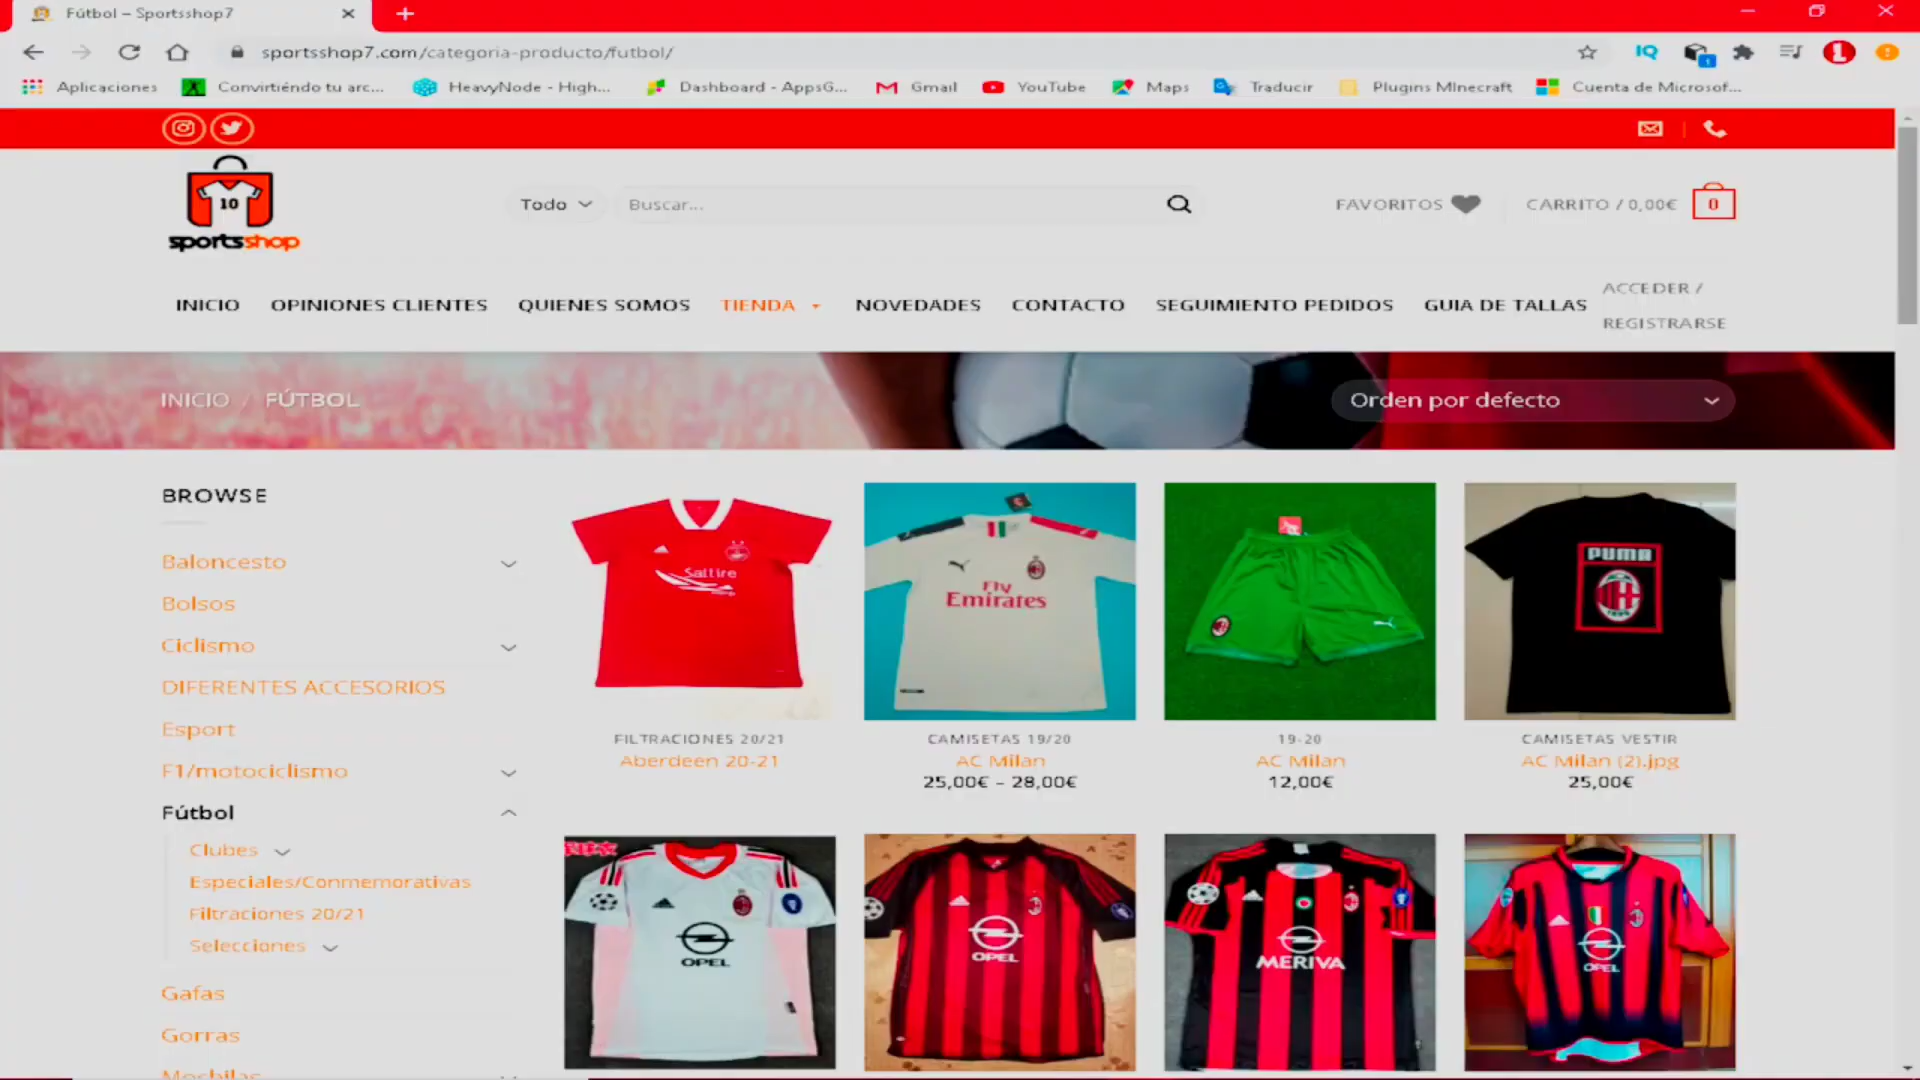 Fútbol – Sportsshop7
sportsshop7.com/categoria-producto/futbol/
Aplicaciones
Convirtiéndo tu arc...
HeavyNode - High...
Dashboard - AppsG...
Gmail
YouTube
Maps
Traducir
Plugins MInecraft
Cuenta de Microsof...
10
sportsshop
Todo
Buscar...
FAVORITOS
CARRITO / 0,00€
0
INICIO
OPINIONES CLIENTES
QUIENES SOMOS
TIENDA
NOVEDADES
CONTACTO
SEGUIMIENTO PEDIDOS
GUIA DE TALLAS
ACCEDER /
REGISTRARSE
INICIO / FÚTBOL
Orden por defecto
BROWSE
Baloncesto
Bolsos
Ciclismo
DIFERENTES ACCESORIOS
Esport
F1/motociclismo
Fútbol
Clubes
Especiales/Conmemorativas
Filtraciones 20/21
Selecciones
Gafas
Gorras
Mochilas
Saltire
FILTRACIONES 20/21
Aberdeen 20-21
Fly
Emirates
CAMISETAS 19/20
AC Milan
25,00€ – 28,00€
19-20
AC Milan
12,00€
PUMA
CAMISETAS VESTIR
AC Milan (2).jpg
25,00€
OPEL
OPEL
MERIVA
OPEL